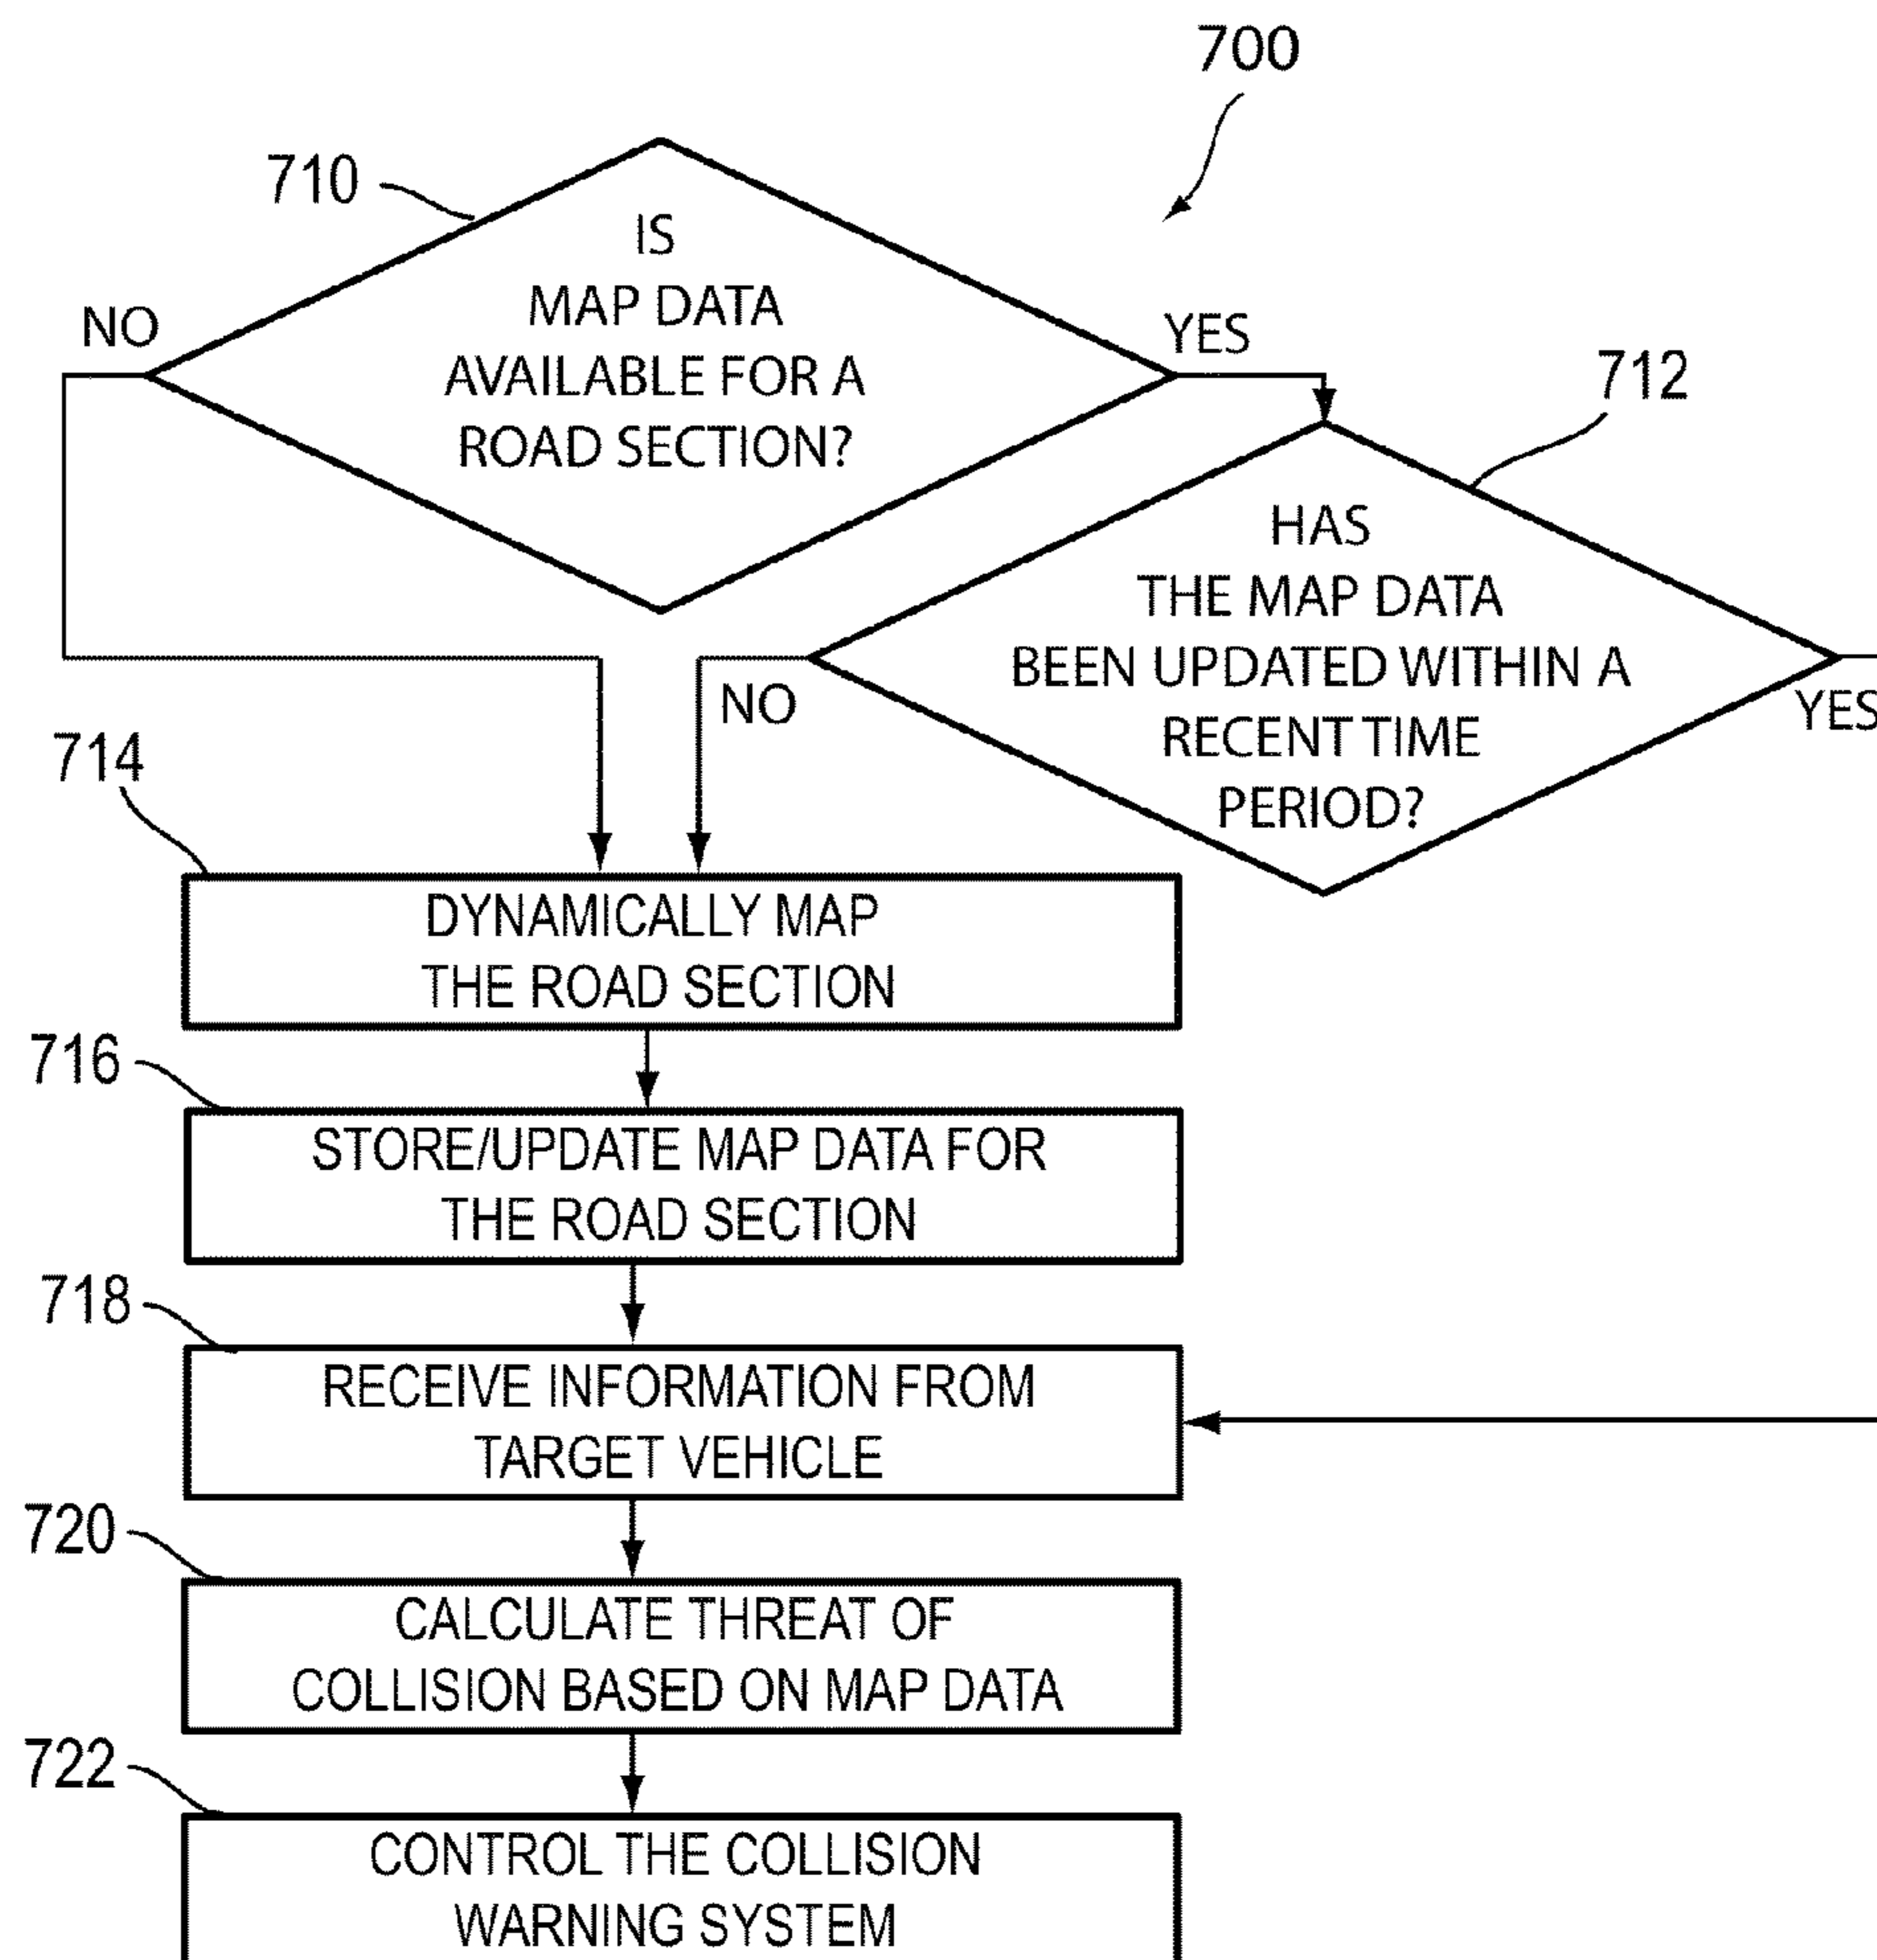 700
710
IS
MAP DATA
AVAILABLE FOR A
ROAD SECTION?
NO
YES
712
HAS
THE MAP DATA
BEEN UPDATED WITHIN A
RECENT TIME
PERIOD?
NO
YES
714
DYNAMICALLY MAP
THE ROAD SECTION
716
STORE/UPDATE MAP DATA FOR
THE ROAD SECTION
718
RECEIVE INFORMATION FROM
TARGET VEHICLE
720
CALCULATE THREAT OF
COLLISION BASED ON MAP DATA
722
CONTROL THE COLLISION
WARNING SYSTEM